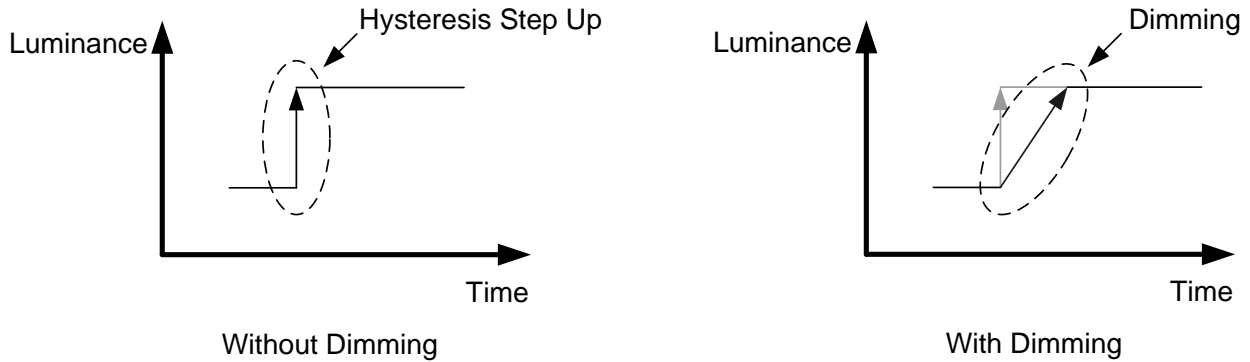 Hysteresis Step Up
Luminance
Time
Without Dimming
Dimming
Luminance
Time
With Dimming